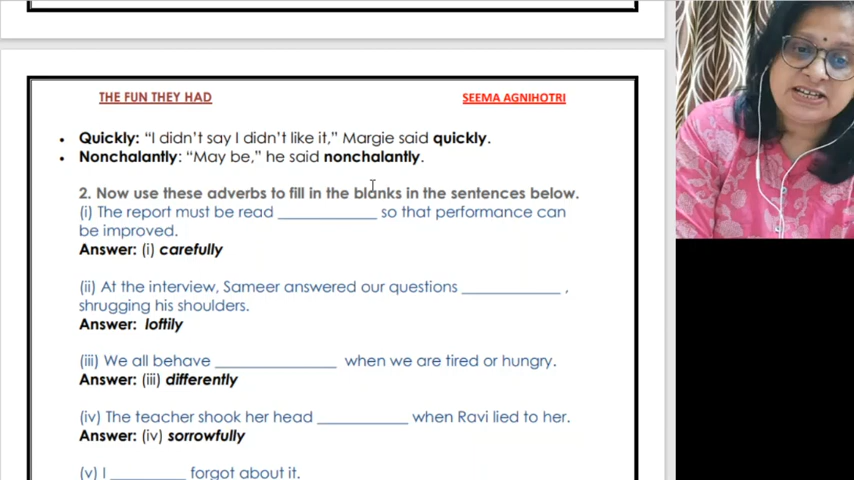 THE FUN THEY HAD
SEEMA AGNIHOTRI
• Quickly: “I didn’t say I didn’t like it,” Margie said quickly.
• Nonchalantly: “May be,” he said nonchalantly.
2. Now use these adverbs to fill in the blanks in the sentences below.
(i) The report must be read ____________ so that performance can
be improved.
Answer: (i) carefully
(ii) At the interview, Sameer answered our questions ____________ ,
shrugging his shoulders.
Answer: loftily
(iii) We all behave ______________ when we are tired or hungry.
Answer: (iii) differently
(iv) The teacher shook her head ___________ when Ravi lied to her.
Answer: (iv) sorrowfully
(v) I _________ forgot about it.